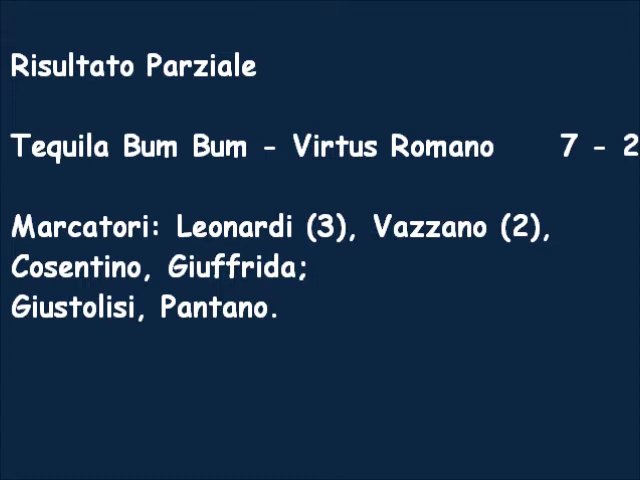 Risultato Parziale
Tequila Bum Bum - Virtus Romano 7 - 2
Marcatori: Leonardi (3), Vazzano (2),
Cosentino, Giuffrida;
Giustolisi, Pantano.